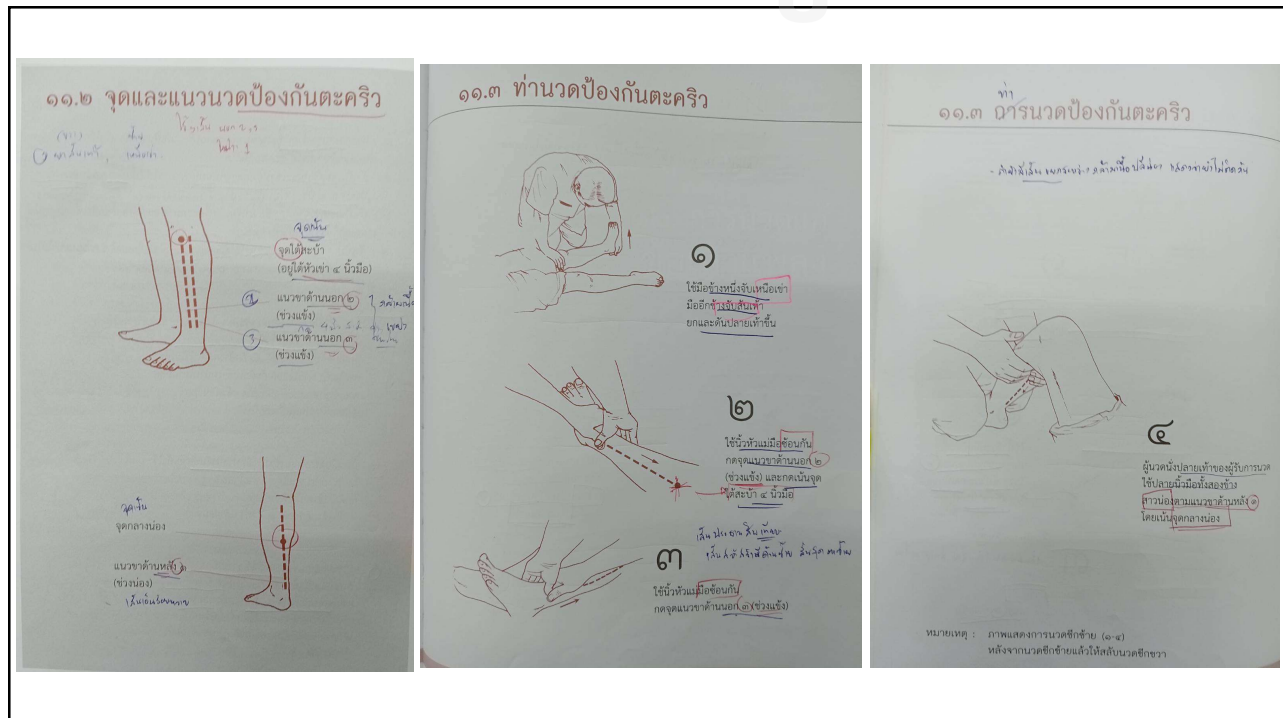 ๑๑.๒ จุดและแนวนวดป้องกันตะคริว
จุดเน้น
จุดใต้สะบ้า
(อยู่ใต้หัวเข่า ๔ นิ้วมือ)
แนวขาด้านนอก ๒
(ช่วงแข้ง)
แนวขาด้านนอก ๓
(ช่วงแข้ง)
จุดเน้น
จุดกลางน่อง
แนวขาด้านหลัง ๑
(ช่วงน่อง)
๑๑.๓ ท่านวดป้องกันตะคริว
๑
ใช้มือข้างหนึ่งจับเหนือเข่า
มืออีกข้างจับส้นเท้า
ยกและดันปลายเท้าขึ้น
๒
ใช้นิ้วหัวแม่มือซ้อนกัน
กดจุดแนวขาด้านนอก ๒
(ช่วงแข้ง) และกดเน้นจุด
ใต้สะบ้า ๔ นิ้วมือ
๓
ใช้นิ้วหัวแม่มือซ้อนกัน
กดจุดแนวขาด้านนอก ๓ (ช่วงแข้ง)
ท่า
๑๑.๓ การนวดป้องกันตะคริว
๔
ผู้นวดนั่งปลายเท้าของผู้รับการนวด
ใช้ปลายนิ้วมือทั้งสองข้าง
สาวน่องตามแนวขาด้านหลัง ๑
โดยเน้นจุดกลางน่อง
หมายเหตุ : ภาพแสดงการนวดซีกซ้าย (๑-๔)
หลังจากนวดซีกซ้ายแล้วให้สลับนวดซีกขวา